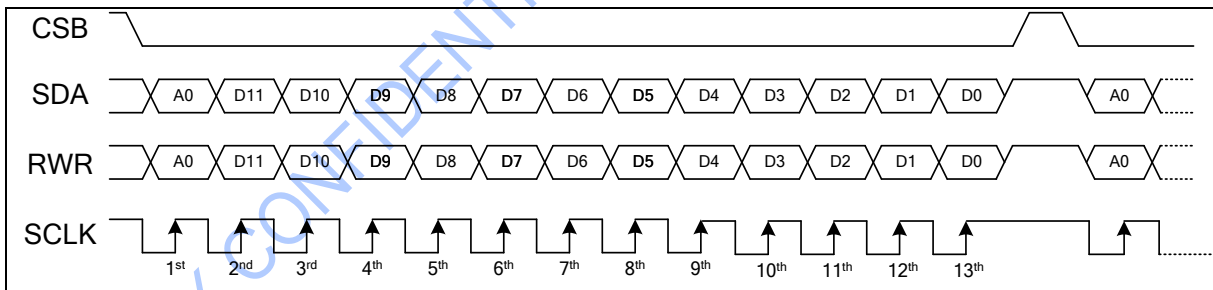 CSB
SDA A0 D11 D10 D9 D8 D7 D6 D5 D4 D3 D2 D1 D0 A0
RWR A0 D11 D10 D9 D8 D7 D6 D5 D4 D3 D2 D1 D0 A0
SCLK
1st 2nd 3rd 4th 5th 6th 7th 8th 9th 10th 11th 12th 13th